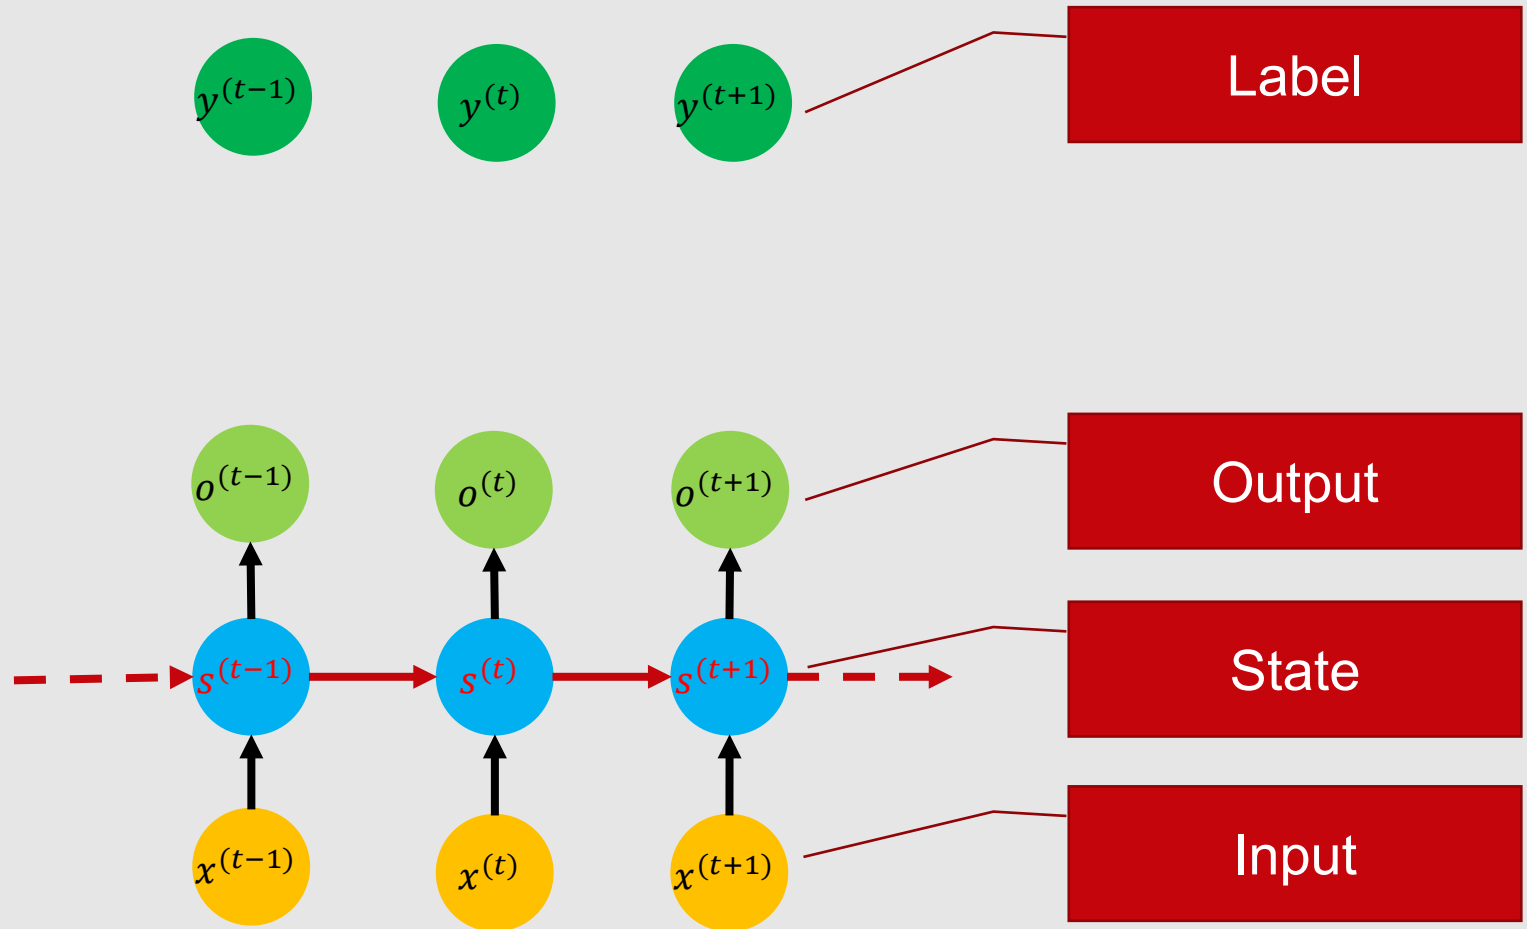 y^(t−1) y^(t) y^(t+1) Label
o^(t−1) o^(t) o^(t+1) Output
s^(t−1) s^(t) s^(t+1) State
x^(t−1) x^(t) x^(t+1) Input